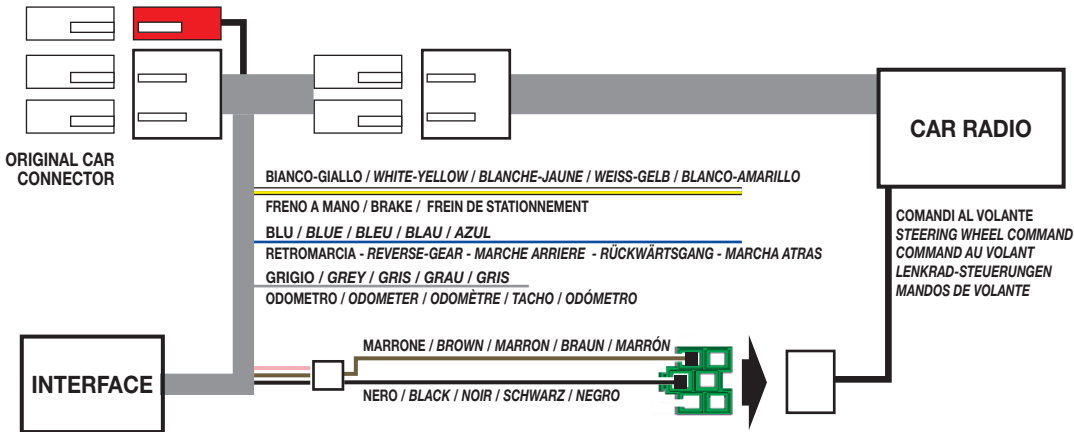 ORIGINAL CAR
CONNECTOR
CAR RADIO
BIANCO-GIALLO / WHITE-YELLOW / BLANCHE-JAUNE / WEISS-GELB / BLANCO-AMARILLO
FRENO A MANO / BRAKE / FREIN DE STATIONNEMENT
BLU / BLUE / BLEU / BLAU / AZUL
RETROMARCIA - REVERSE-GEAR - MARCHE ARRIERE - RÜCKWÄRTSGANG - MARCHA ATRAS
GRIGIO / GREY / GRIS / GRAU / GRIS
ODOMETRO / ODOMETER / ODOMÈTRE / TACHO / ODÓMETRO
COMANDI AL VOLANTE
STEERING WHEEL COMMAND
COMMAND AU VOLANT
LENKRAD-STEUERUNGEN
MANDOS DE VOLANTE
INTERFACE
MARRONE / BROWN / MARRON / BRAUN / MARRÓN
NERO / BLACK / NOIR / SCHWARZ / NEGRO